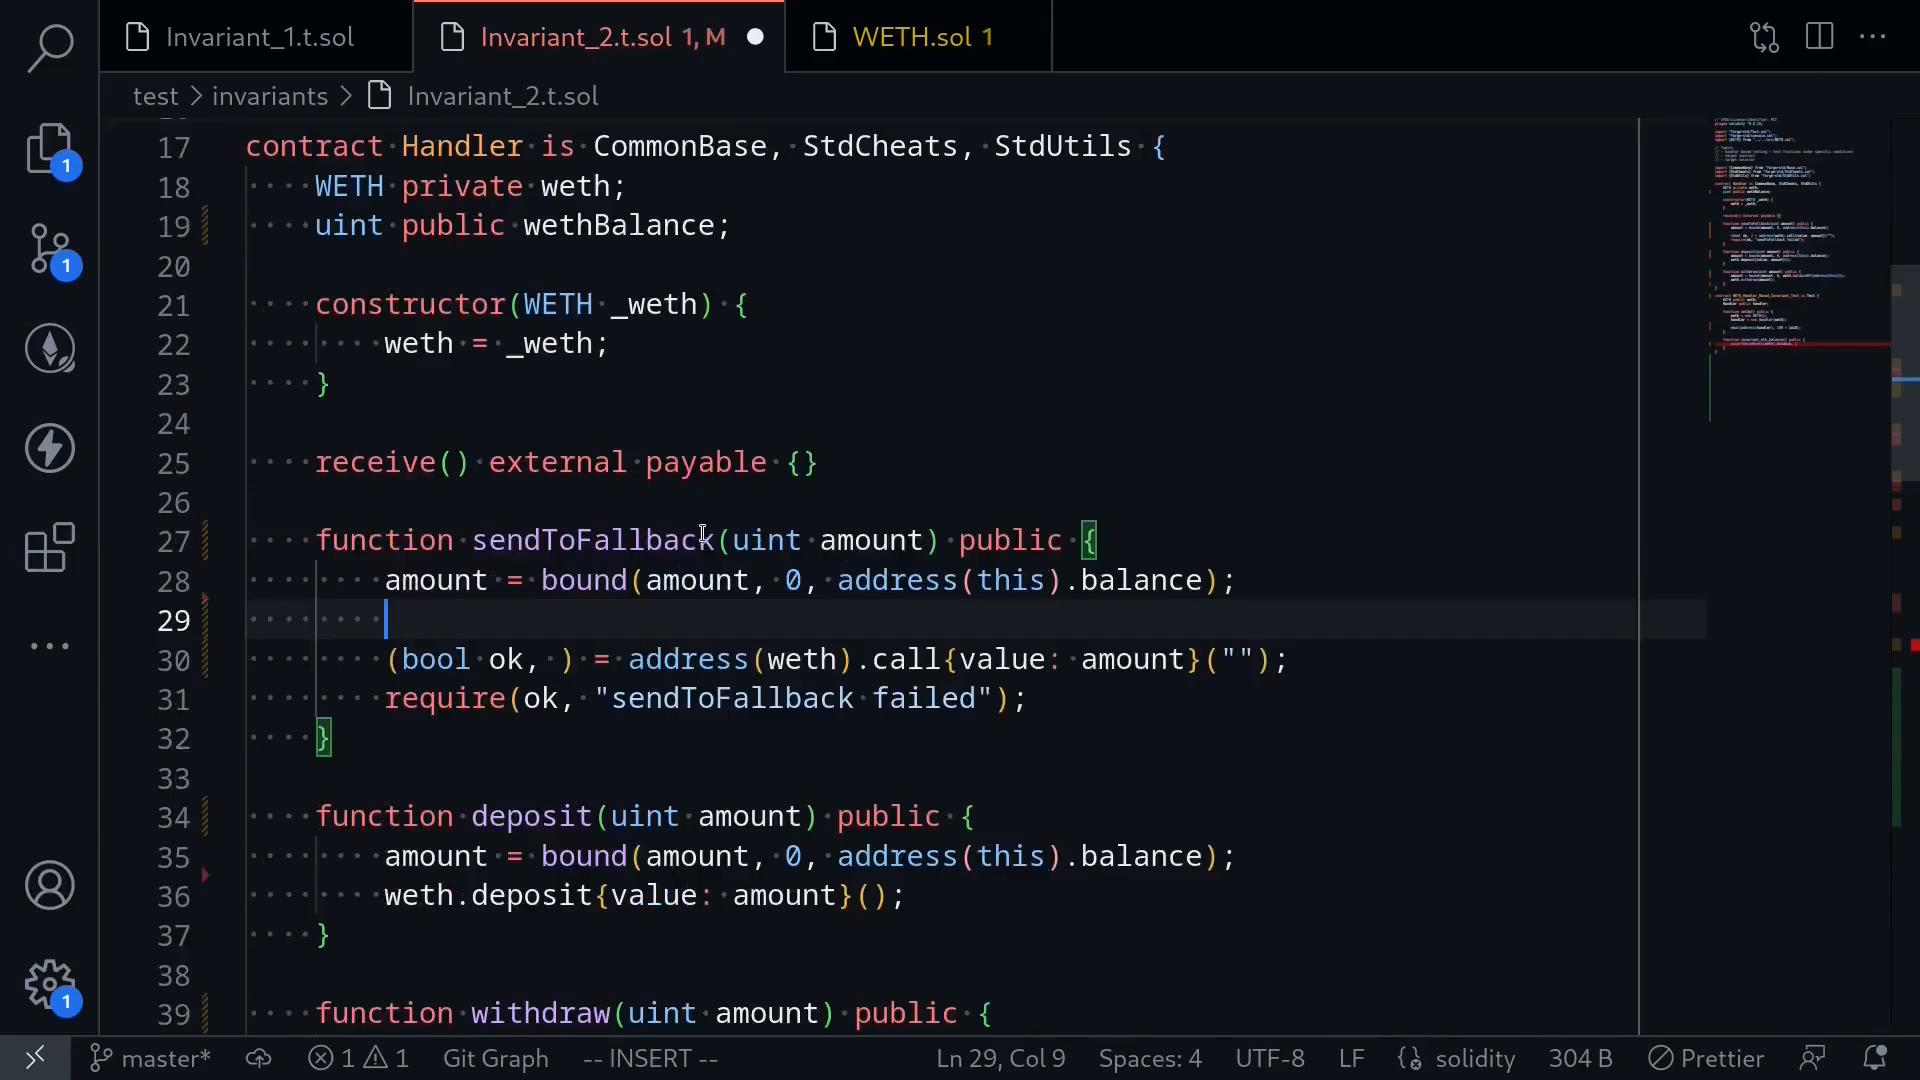 Invariant_1.t.sol
Invariant_2.t.sol 1, M
WETH.sol 1
test > invariants > Invariant_2.t.sol
17 contract Handler is CommonBase, StdCheats, StdUtils {
18 WETH private weth;
19 uint public wethBalance;
20
21 constructor(WETH _weth) {
22 weth = _weth;
23 }
24
25 receive() external payable {}
26
27 function sendToFallback(uint amount) public {
28 amount = bound(amount, 0, address(this).balance);
29
30 (bool ok, ) = address(weth).call{value: amount}("");
31 require(ok, "sendToFallback failed");
32 }
33
34 function deposit(uint amount) public {
35 amount = bound(amount, 0, address(this).balance);
36 weth.deposit{value: amount}();
37 }
38
39 function withdraw(uint amount) public {
1
1
1
master* 1 1 Git Graph -- INSERT -- Ln 29, Col 9 Spaces: 4 UTF-8 LF solidity 304 B Prettier